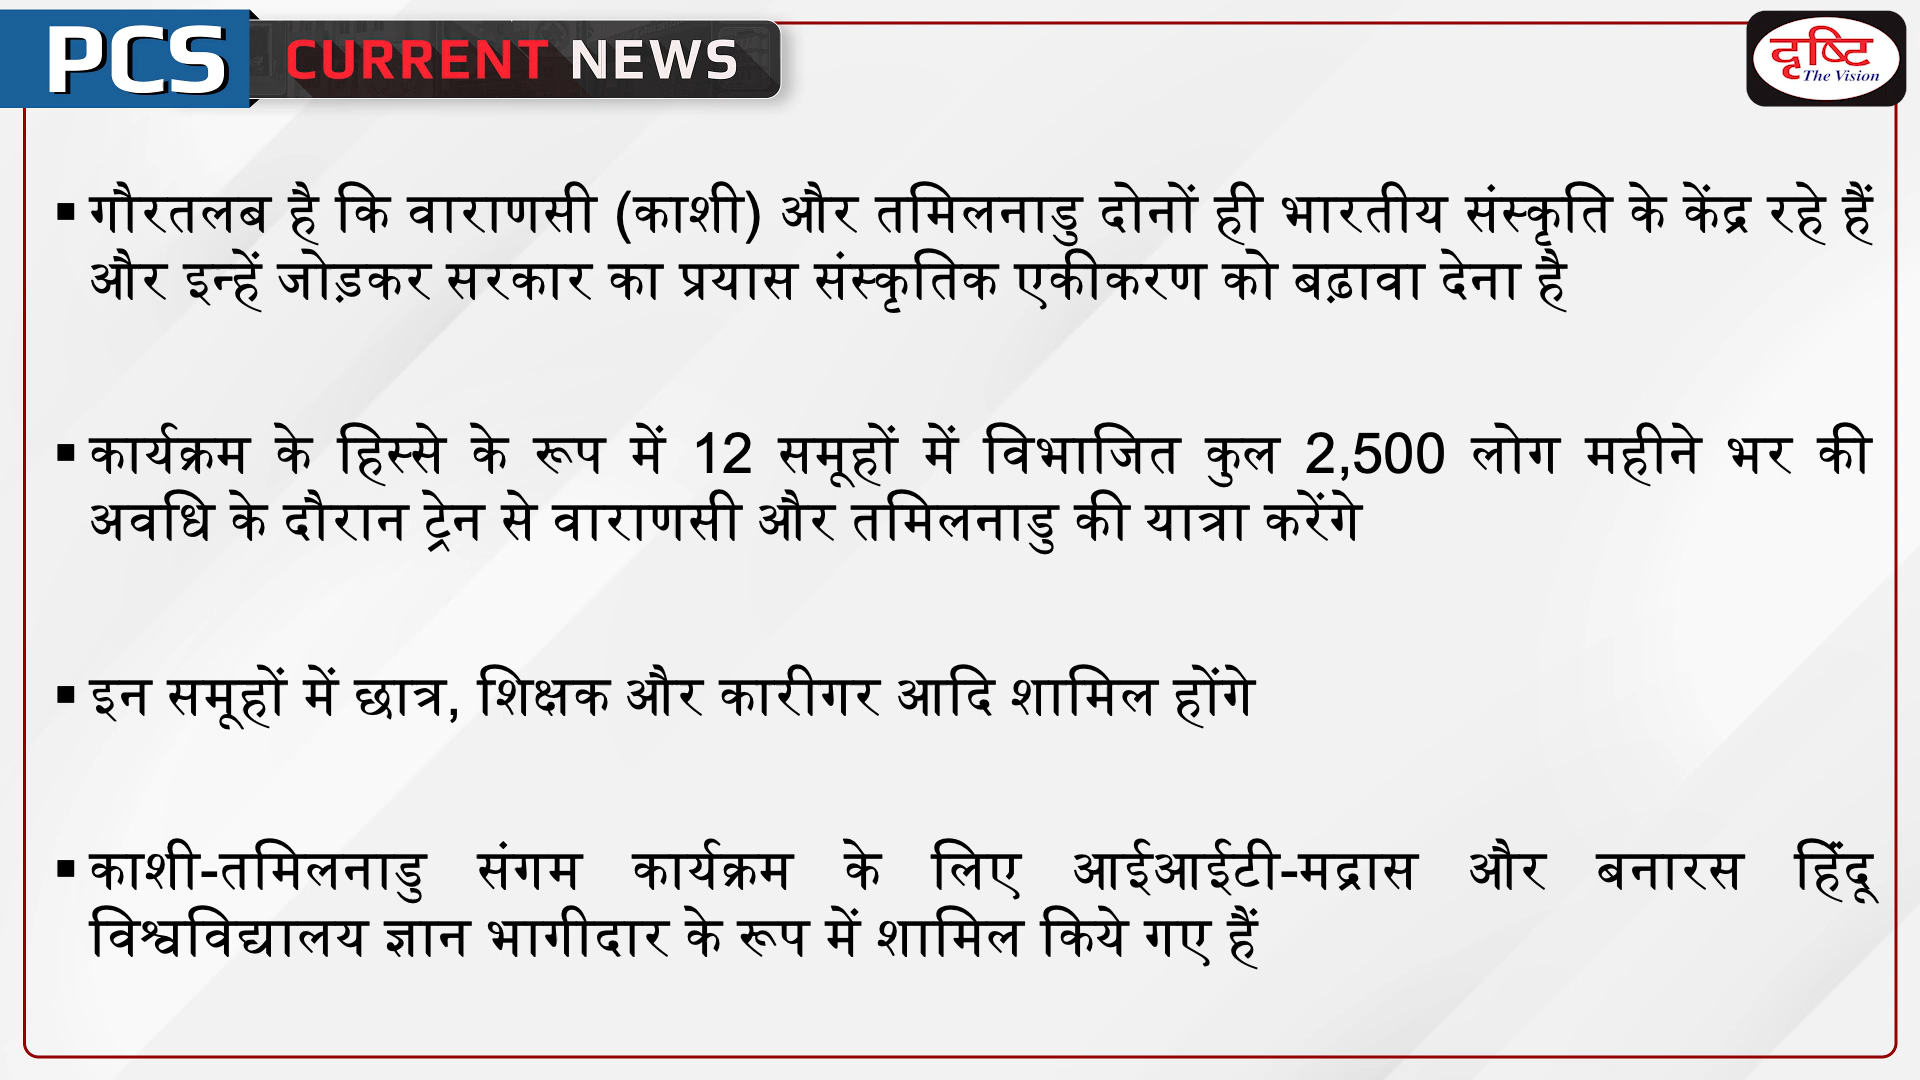 PCS CURRENT NEWS
दृष्टि
The Vision
▪ गौरतलब है कि वाराणसी (काशी) और तमिलनाडु दोनों ही भारतीय संस्कृति के केंद्र रहे हैं
और इन्हें जोड़कर सरकार का प्रयास संस्कृतिक एकीकरण को बढ़ावा देना है
▪ कार्यक्रम के हिस्से के रूप में 12 समूहों में विभाजित कुल 2,500 लोग महीने भर की
अवधि के दौरान ट्रेन से वाराणसी और तमिलनाडु की यात्रा करेंगे
▪ इन समूहों में छात्र, शिक्षक और कारीगर आदि शामिल होंगे
▪ काशी-तमिलनाडु संगम कार्यक्रम के लिए आईआईटी-मद्रास और बनारस हिंदू
विश्वविद्यालय ज्ञान भागीदार के रूप में शामिल किये गए हैं